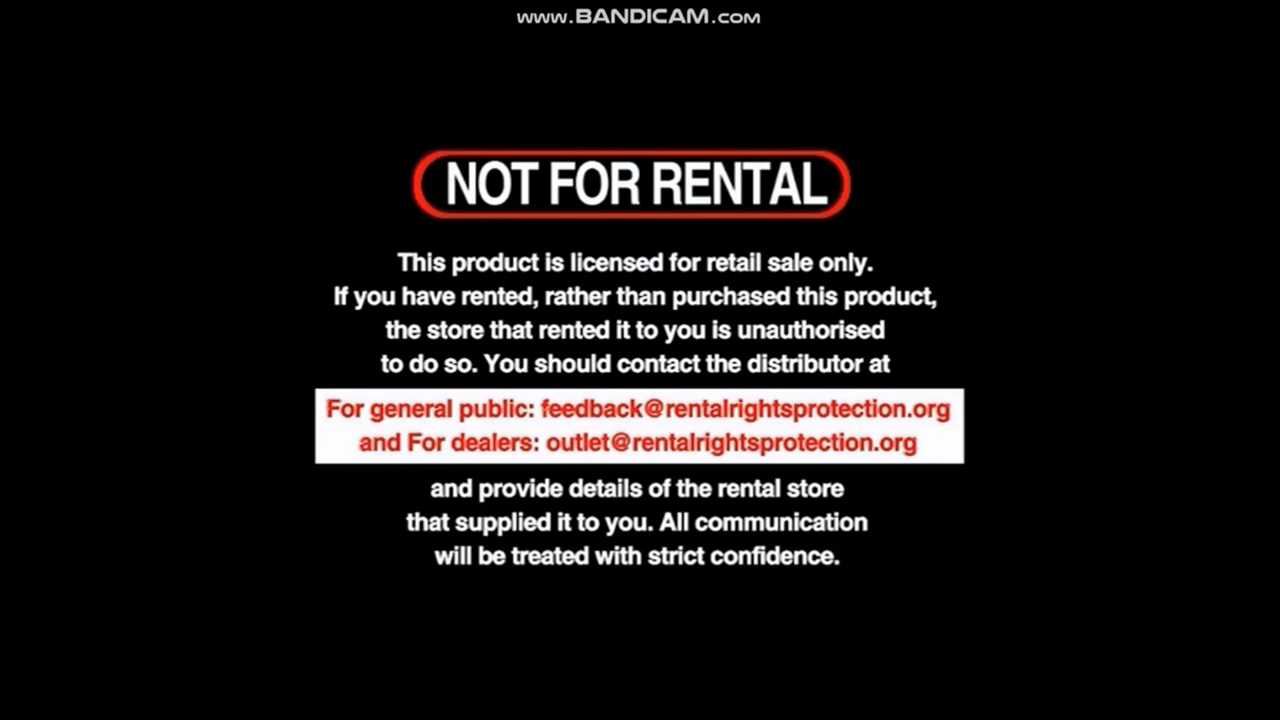 www.BANDICAM.com
NOT FOR RENTAL
This product is licensed for retail sale only.
If you have rented, rather than purchased this product,
the store that rented it to you is unauthorised
to do so. You should contact the distributor at
For general public: feedback@rentalrightsprotection.org
and For dealers: outlet@rentalrightsprotection.org
and provide details of the rental store
that supplied it to you. All communication
will be treated with strict confidence.